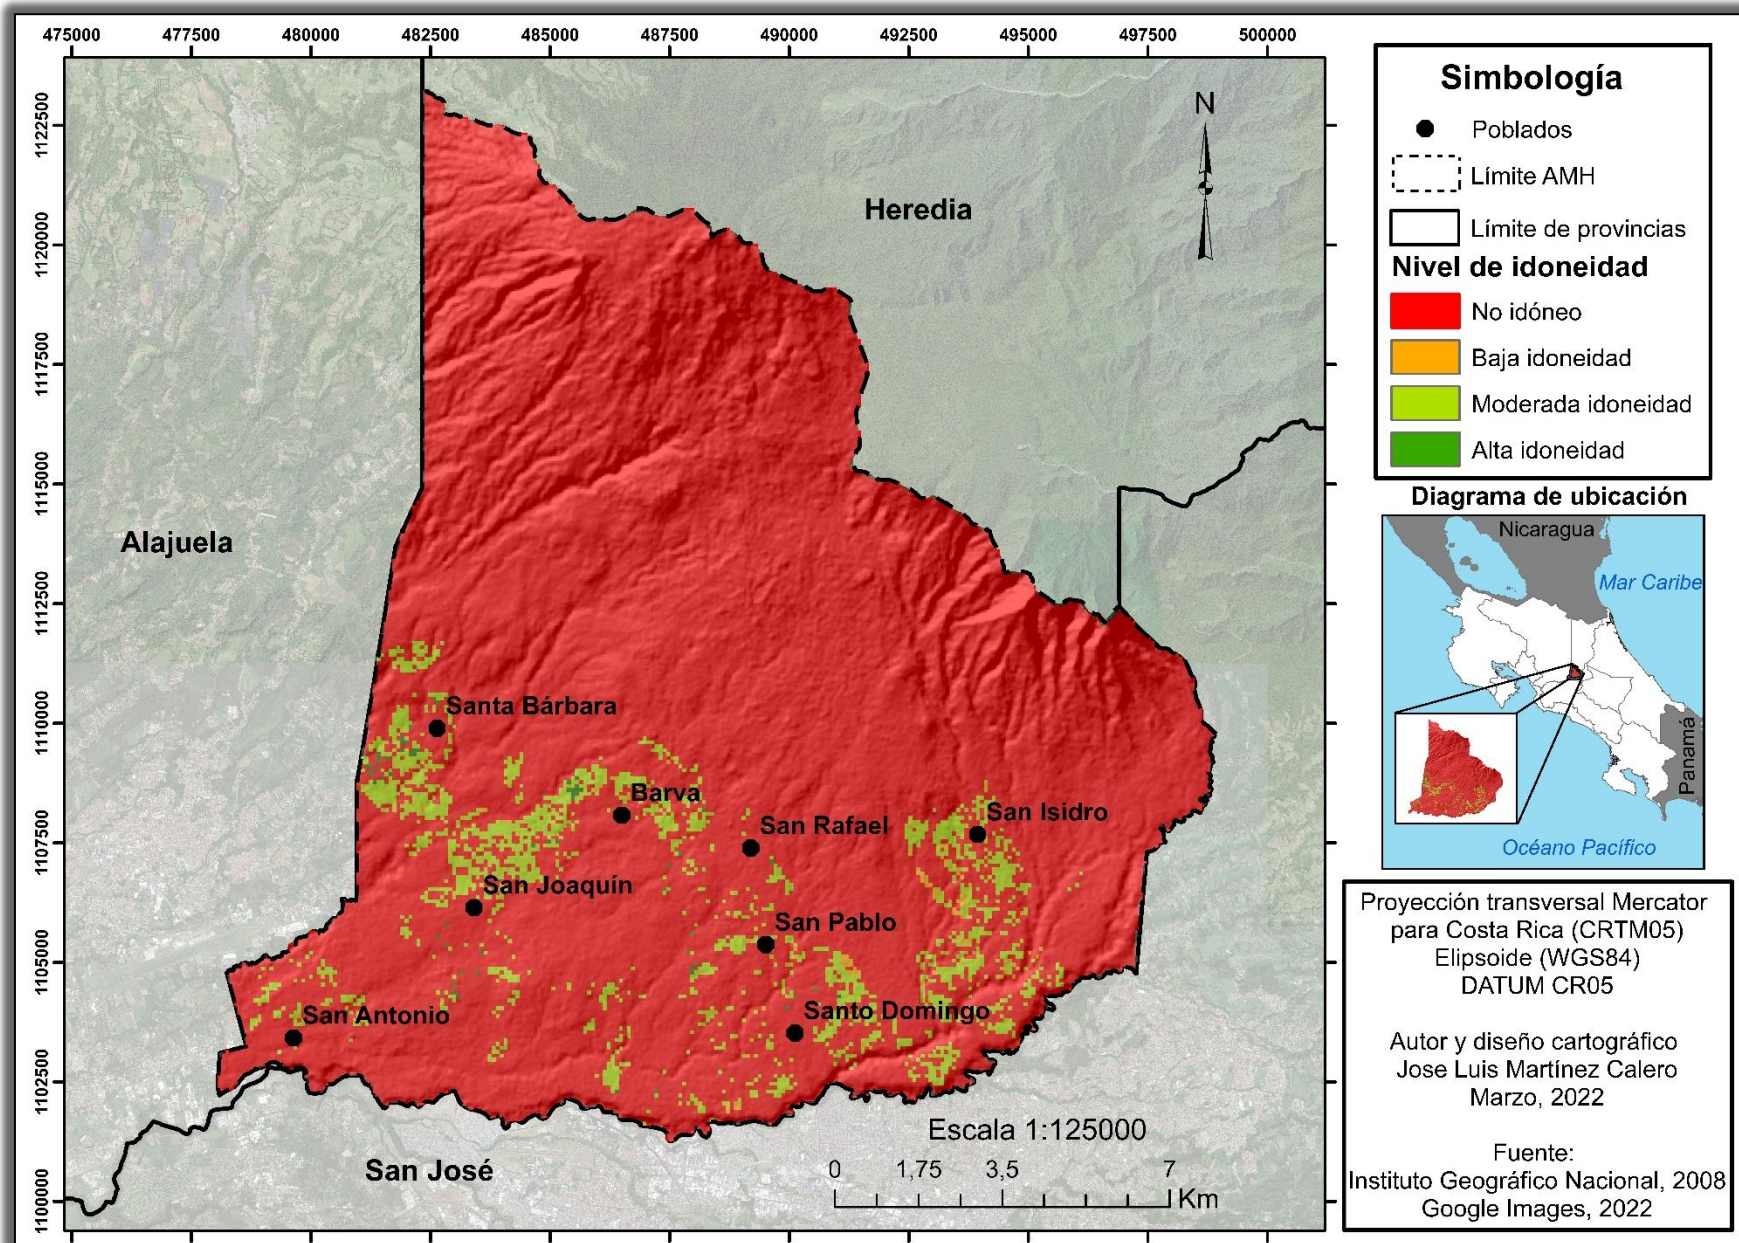 475000 477500 480000 482500 485000 487500 490000 492500 495000 497500 500000
1122500
1120000
1117500
1115000
1112500
1110000
1107500
1105000
1102500
1100000
N
Heredia
Alajuela
Santa Bárbara
Barva
San Rafael
San Isidro
San Joaquín
San Pablo
San Antonio
Santo Domingo
San José
Escala 1:125000
0 1,75 3,5 7
Km
Simbología
Poblados
Límite AMH
Límite de provincias
Nivel de idoneidad
No idóneo
Baja idoneidad
Moderada idoneidad
Alta idoneidad
Diagrama de ubicación
Nicaragua
Mar Caribe
Panamá
Océano Pacífico
Proyección transversal Mercator
para Costa Rica (CRTM05)
Elipsoide (WGS84)
DATUM CR05
Autor y diseño cartográfico
Jose Luis Martínez Calero
Marzo, 2022
Fuente:
Instituto Geográfico Nacional, 2008
Google Images, 2022